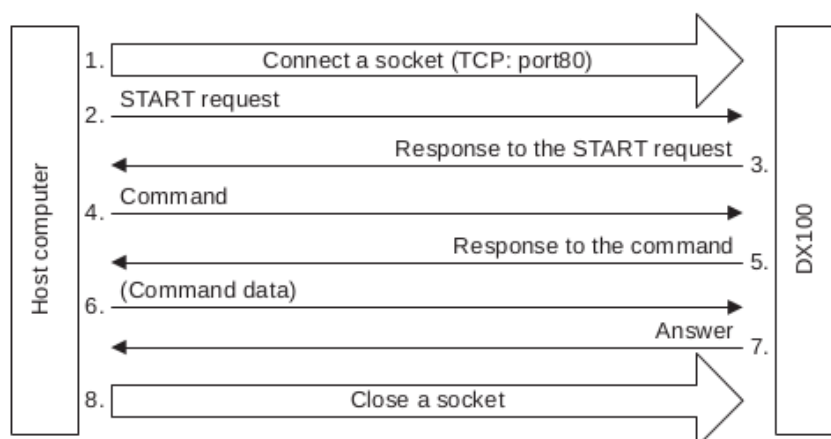 1. Connect a socket (TCP: port80)
START request
2.
Response to the START request
3.
Command
4.
Response to the command
5.
(Command data)
6.
Answer
7.
8. Close a socket
Host computer
DX100